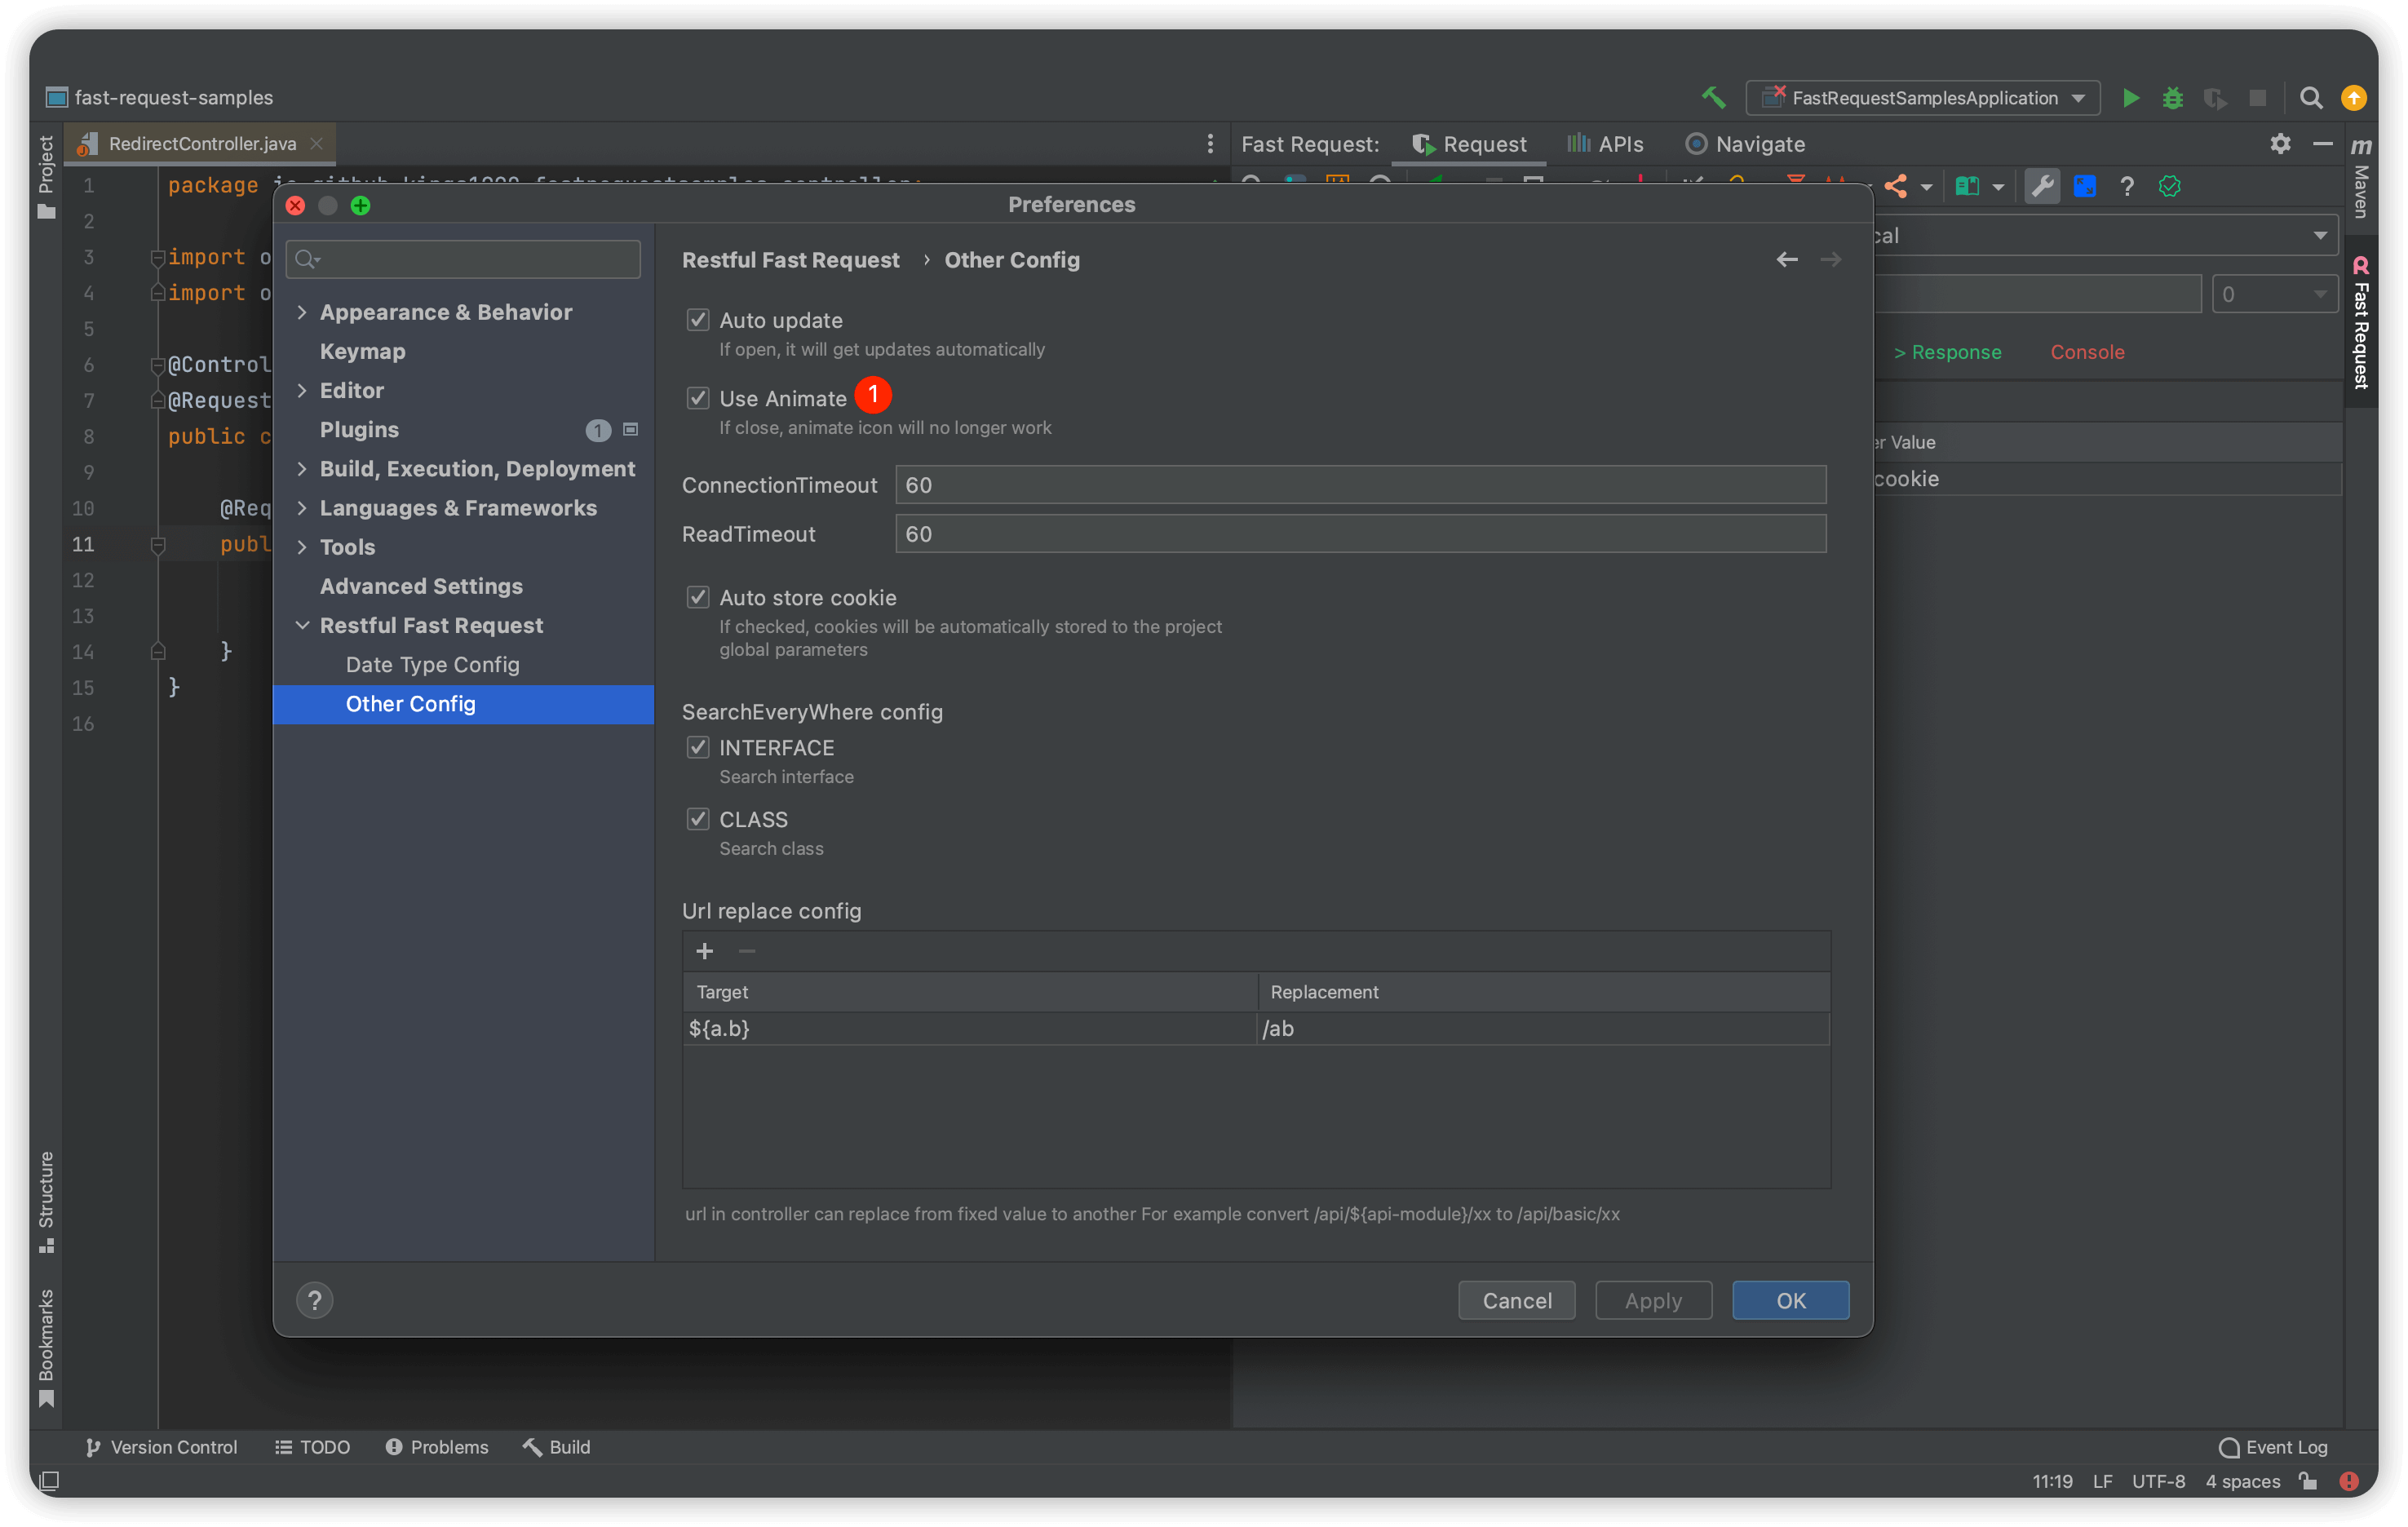 fast-request-samples
FastRequestSamplesApplication
Project
RedirectController.java
Fast Request:
Request
APIs
Navigate
Maven
1 package
2
3 import o
4 import o
5
6 @Control
7 @Request
8 public c
9
10 @Req
11 publ
12
13
14 }
15 }
16
Preferences
Appearance & Behavior
Keymap
Editor
Plugins 1
Build, Execution, Deployment
Languages & Frameworks
Tools
Advanced Settings
Restful Fast Request
Date Type Config
Other Config
Restful Fast Request › Other Config
Auto update
If open, it will get updates automatically
Use Animate 1
If close, animate icon will no longer work
ConnectionTimeout 60
ReadTimeout 60
Auto store cookie
If checked, cookies will be automatically stored to the project
global parameters
SearchEveryWhere config
INTERFACE
Search interface
CLASS
Search class
Url replace config
Target Replacement
${a.b} /ab
url in controller can replace from fixed value to another For example convert /api/${api-module}/xx to /api/basic/xx
?
Cancel
Apply
OK
cal
0
> Response
Console
er Value
cookie
Fast Request
Structure
Bookmarks
Version Control
TODO
Problems
Build
Event Log
11:19 LF UTF-8 4 spaces